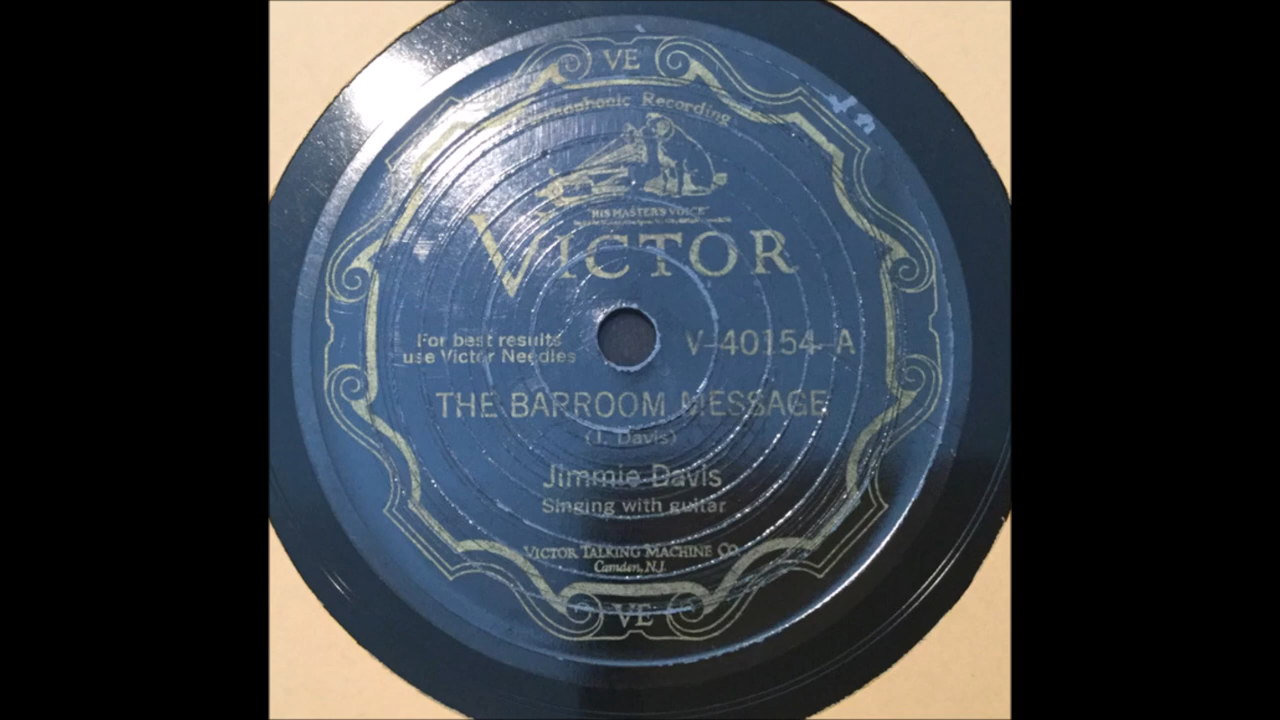 VE
Recording
"HIS MASTER'S VOICE"
VICTOR
For best results
use Victor Needles
V-40154-A
THE BARROOM MESSAGE
(J. Davis)
Jimmie Davis
Singing with guitar
VICTOR TALKING MACHINE CO.
Camden, N.J.
VE